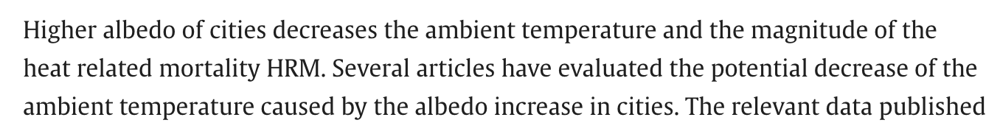 Higher albedo of cities decreases the ambient temperature and the magnitude of the
heat related mortality HRM. Several articles have evaluated the potential decrease of the
ambient temperature caused by the albedo increase in cities. The relevant data published